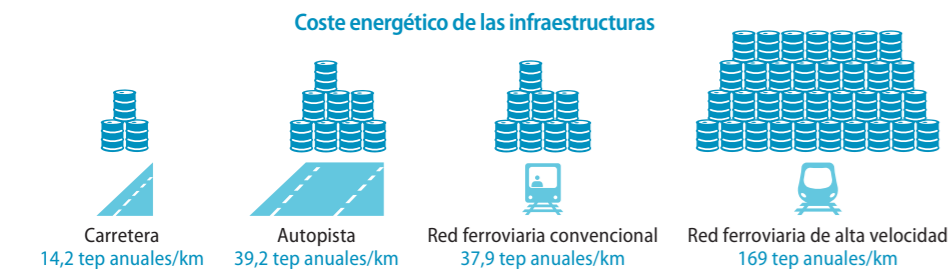 Coste energético de las infraestructuras
Carretera
14,2 tep anuales/km
Autopista
39,2 tep anuales/km
Red ferroviaria convencional
37,9 tep anuales/km
Red ferroviaria de alta velocidad
169 tep anuales/km